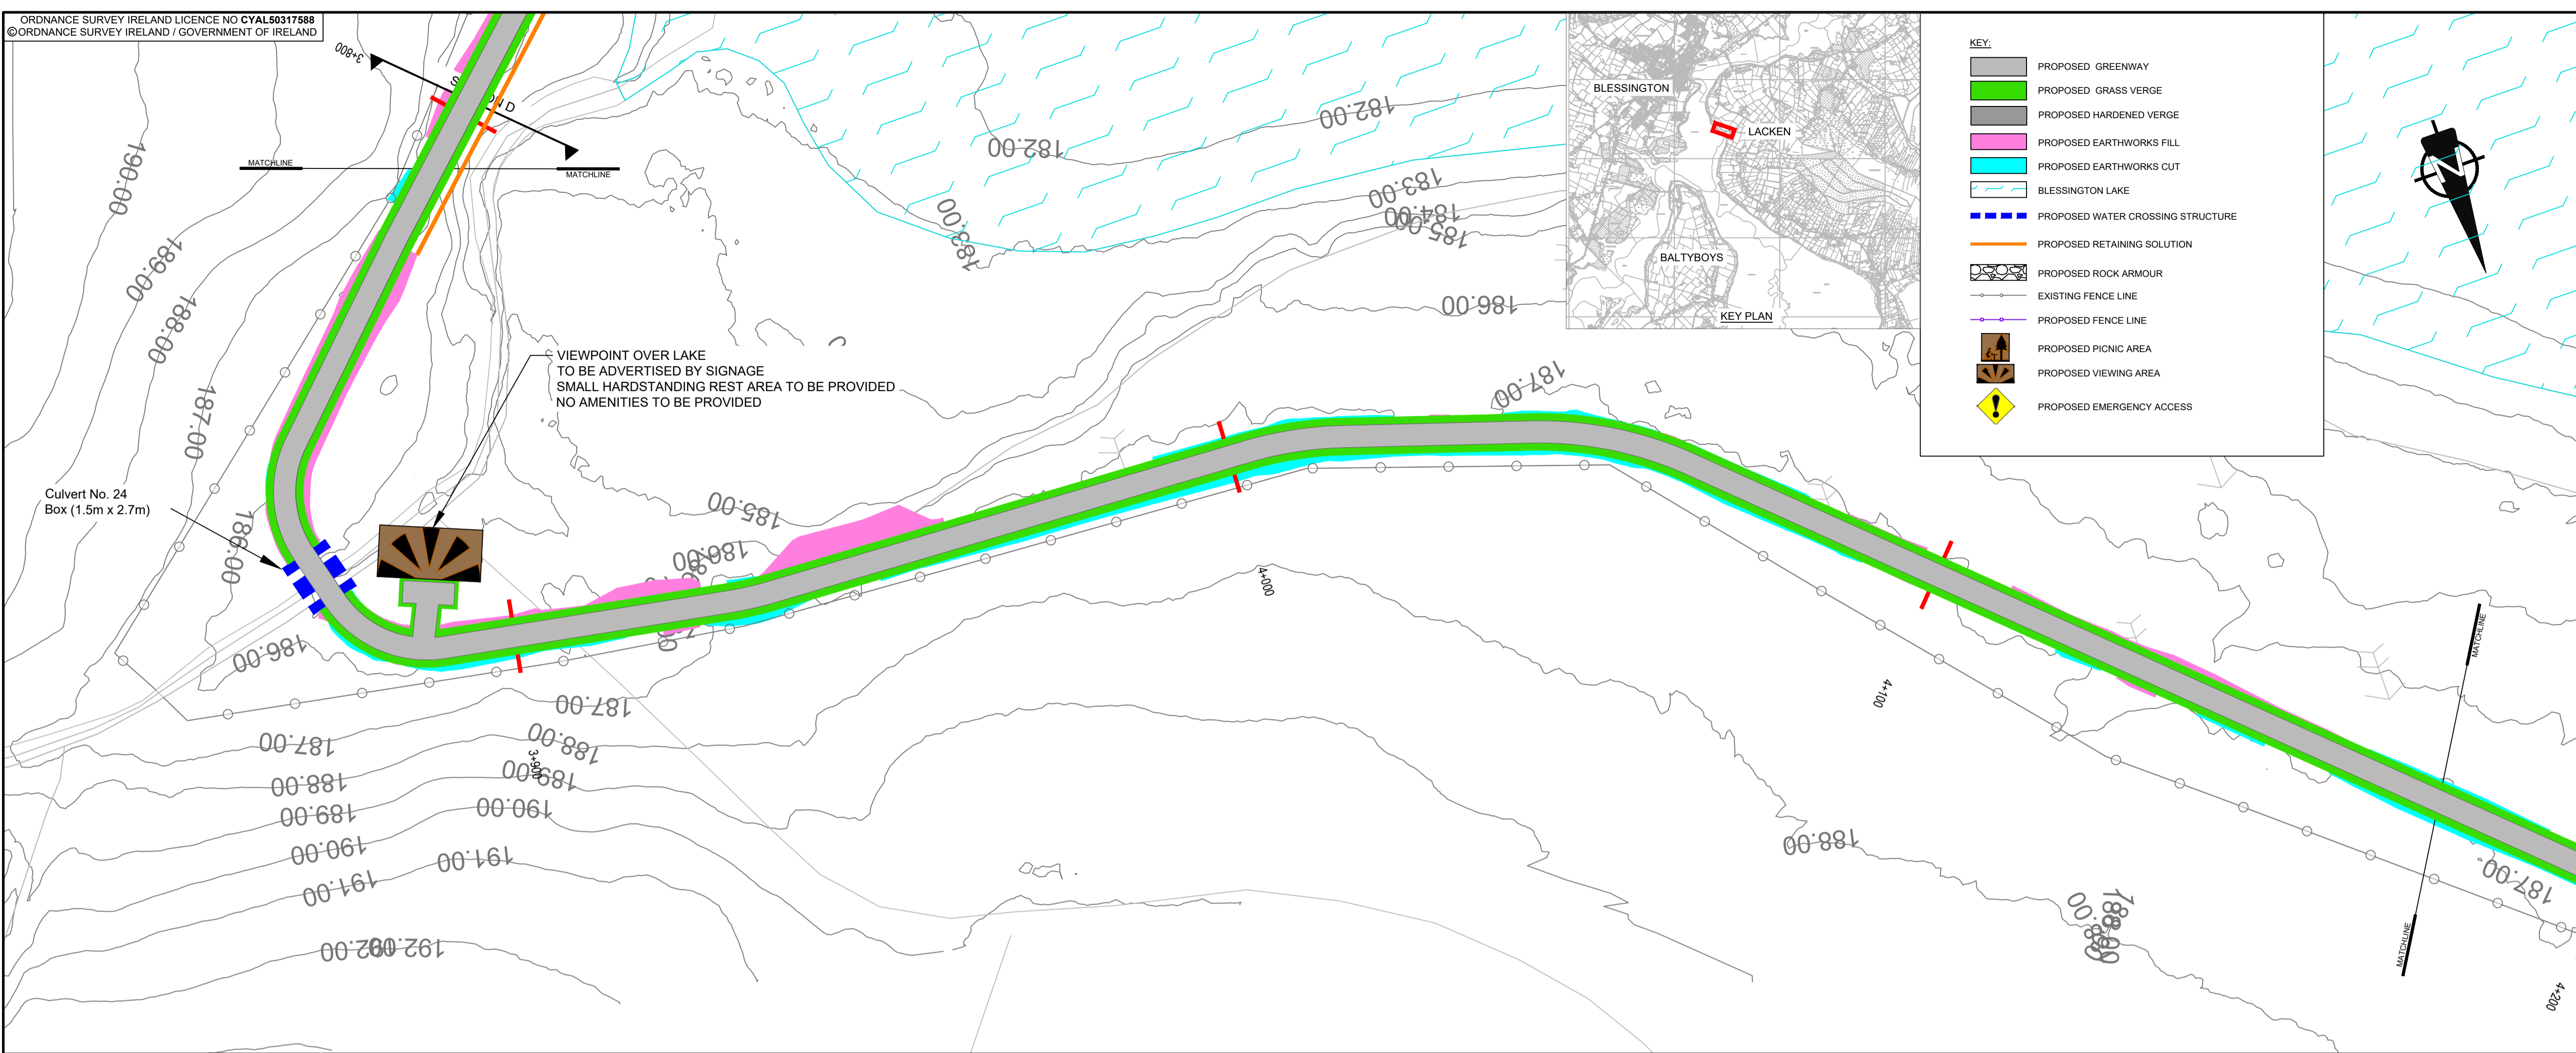 ORDNANCE SURVEY IRELAND LICENCE NO CYAL50317588
©ORDNANCE SURVEY IRELAND / GOVERNMENT OF IRELAND
3+800
MATCHLINE
MATCHLINE
190.00
189.00
188.00
187.00
186.00
182.00
182.00
183.00
183.00
184.00
185.00
186.00
VIEWPOINT OVER LAKE
TO BE ADVERTISED BY SIGNAGE
SMALL HARDSTANDING REST AREA TO BE PROVIDED
NO AMENITIES TO BE PROVIDED
Culvert No. 24
Box (1.5m x 2.7m)
BLESSINGTON
LACKEN
BALTYBOYS
KEY PLAN
KEY:
PROPOSED GREENWAY
PROPOSED GRASS VERGE
PROPOSED HARDENED VERGE
PROPOSED EARTHWORKS FILL
PROPOSED EARTHWORKS CUT
BLESSINGTON LAKE
PROPOSED WATER CROSSING STRUCTURE
PROPOSED RETAINING SOLUTION
PROPOSED ROCK ARMOUR
EXISTING FENCE LINE
PROPOSED FENCE LINE
PROPOSED PICNIC AREA
PROPOSED VIEWING AREA
PROPOSED EMERGENCY ACCESS
N
187.00
185.00
186.00
186.00
187.00
187.00
188.00
188.00
189.00
189.00
190.00
190.00
191.00
191.00
192.00
192.00
3+900
4+000
4+100
4+200
188.00
188.00
187.00
MATCHLINE
MATCHLINE